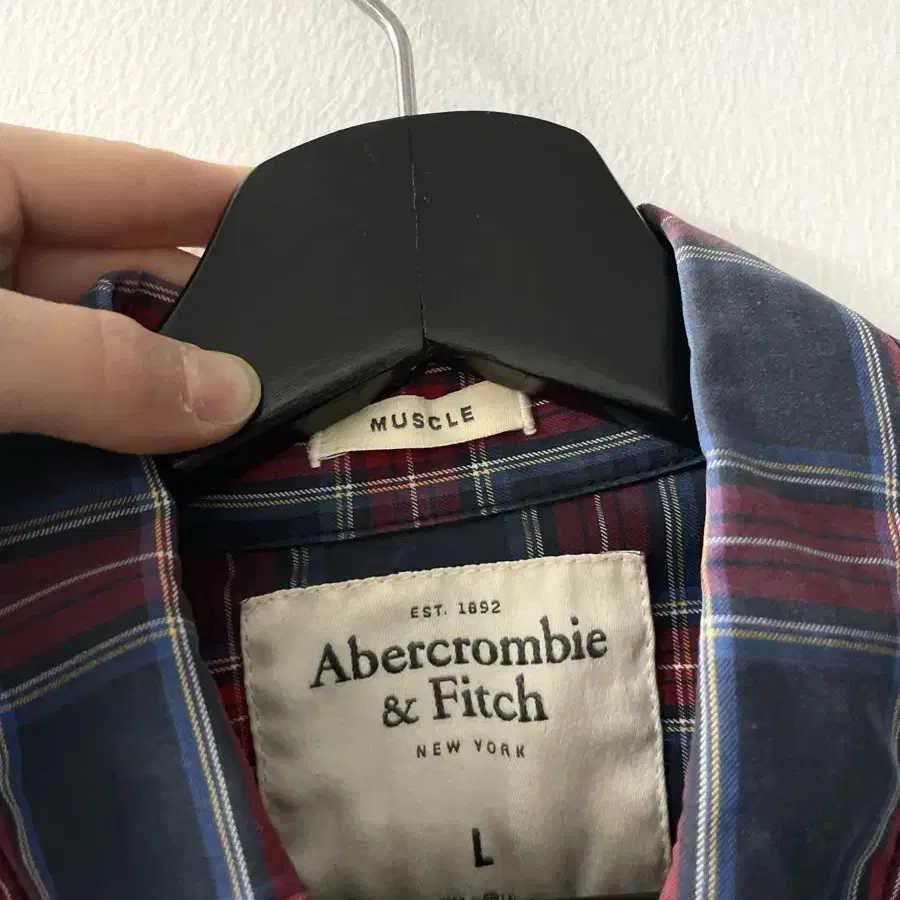 MUSCLE
EST. 1892
Abercrombie
& Fitch
NEW YORK
L